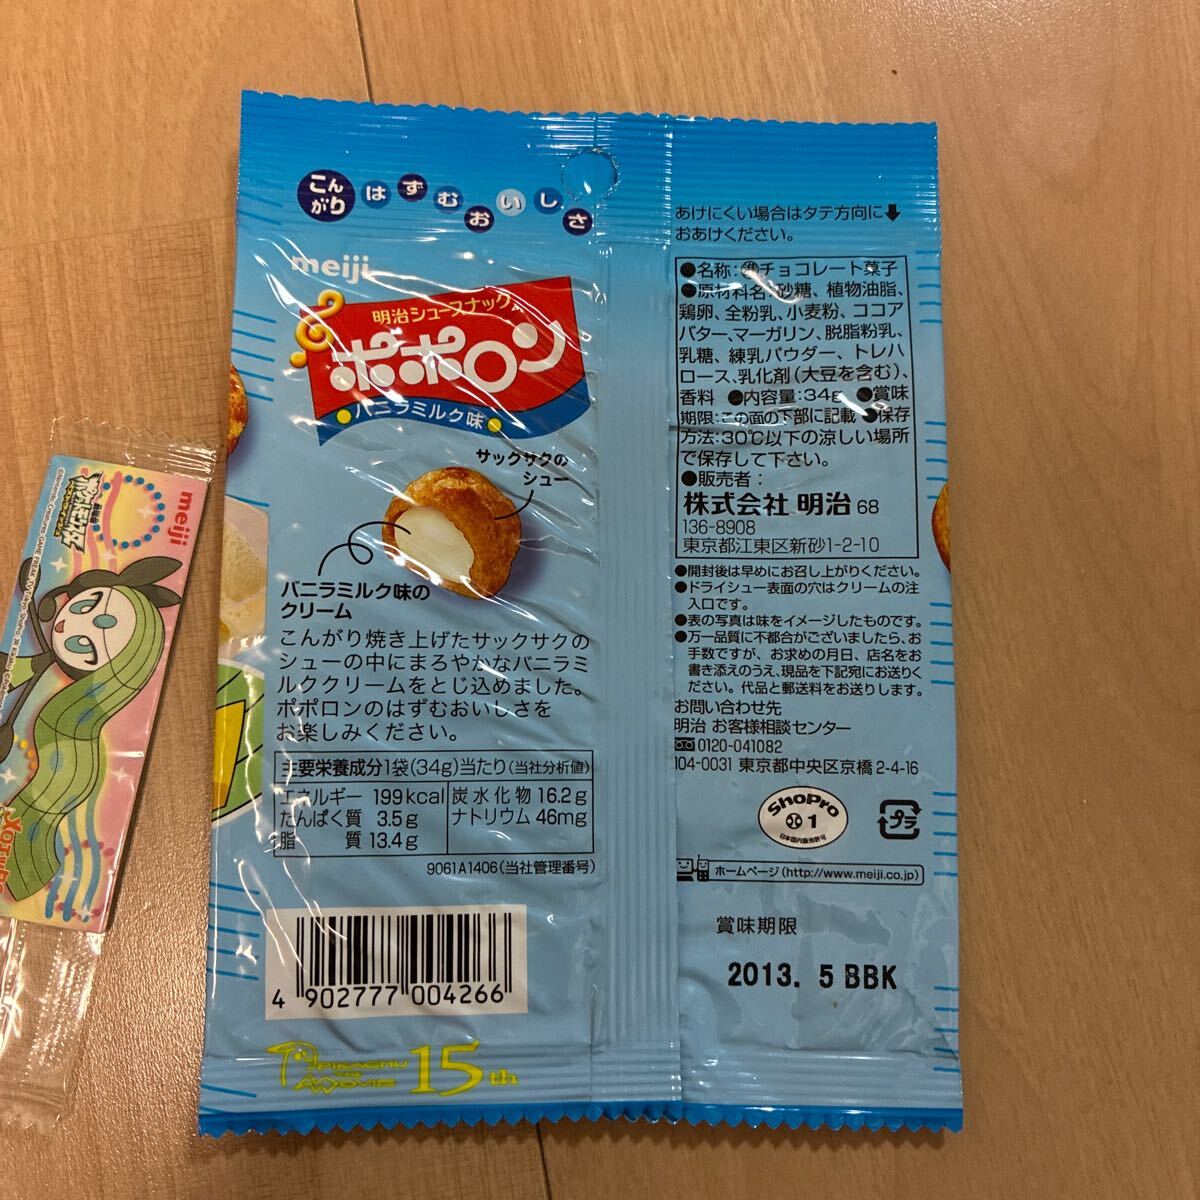 こんがり はずむおいしさ
meiji
明治シュースナック
ポポロン
バニラミルク味
サックサクの
シュー
バニラミルク味の
クリーム
こんがり焼き上げたサックサクの
シューの中にまろやかなバニラミ
ルククリームをとじ込めました。
ポポロンのはずむおいしさを
お楽しみください。
主要栄養成分1袋(34g)当たり(当社分析値)
エネルギー 199kcal 炭水化物 16.2g
たんぱく質 3.5g ナトリウム 46mg
脂質 13.4g
9061A1406(当社管理番号)
4 902777 004266
PIKACHU THE MOVIE 15th
あけにくい場合はタテ方向に⬇
おあけください。
●名称:㊤チョコレート菓子
●原材料名:砂糖、植物油脂、
鶏卵、全粉乳、小麦粉、ココア
バター、マーガリン、脱脂粉乳、
乳糖、練乳パウダー、トレハ
ロース、乳化剤(大豆を含む)、
香料 ●内容量:34g ●賞味
期限:この面の下部に記載 ●保存
方法:30℃以下の涼しい場所
で保存して下さい。
●販売者:
株式会社 明治 68
136-8908
東京都江東区新砂1-2-10
●開封後は早めにお召し上がりください。
●ドライシュー表面の穴はクリームの注
入口です。
●表の写真は味をイメージしたものです。
●万一品質に不都合がございましたら、お
手数ですが、お求めの月日、店名をお
書き添えのうえ、現品を下記宛にお送りく
ださい。代品と郵送料をお送りします。
お問い合わせ先
明治 お客様相談センター
0120-041082
104-0031 東京都中央区京橋 2-4-16
ShoPro
1
日本国内販売許可
プラ
ホームページ(http://www.meiji.co.jp)
賞味期限
2013. 5 BBK
meiji